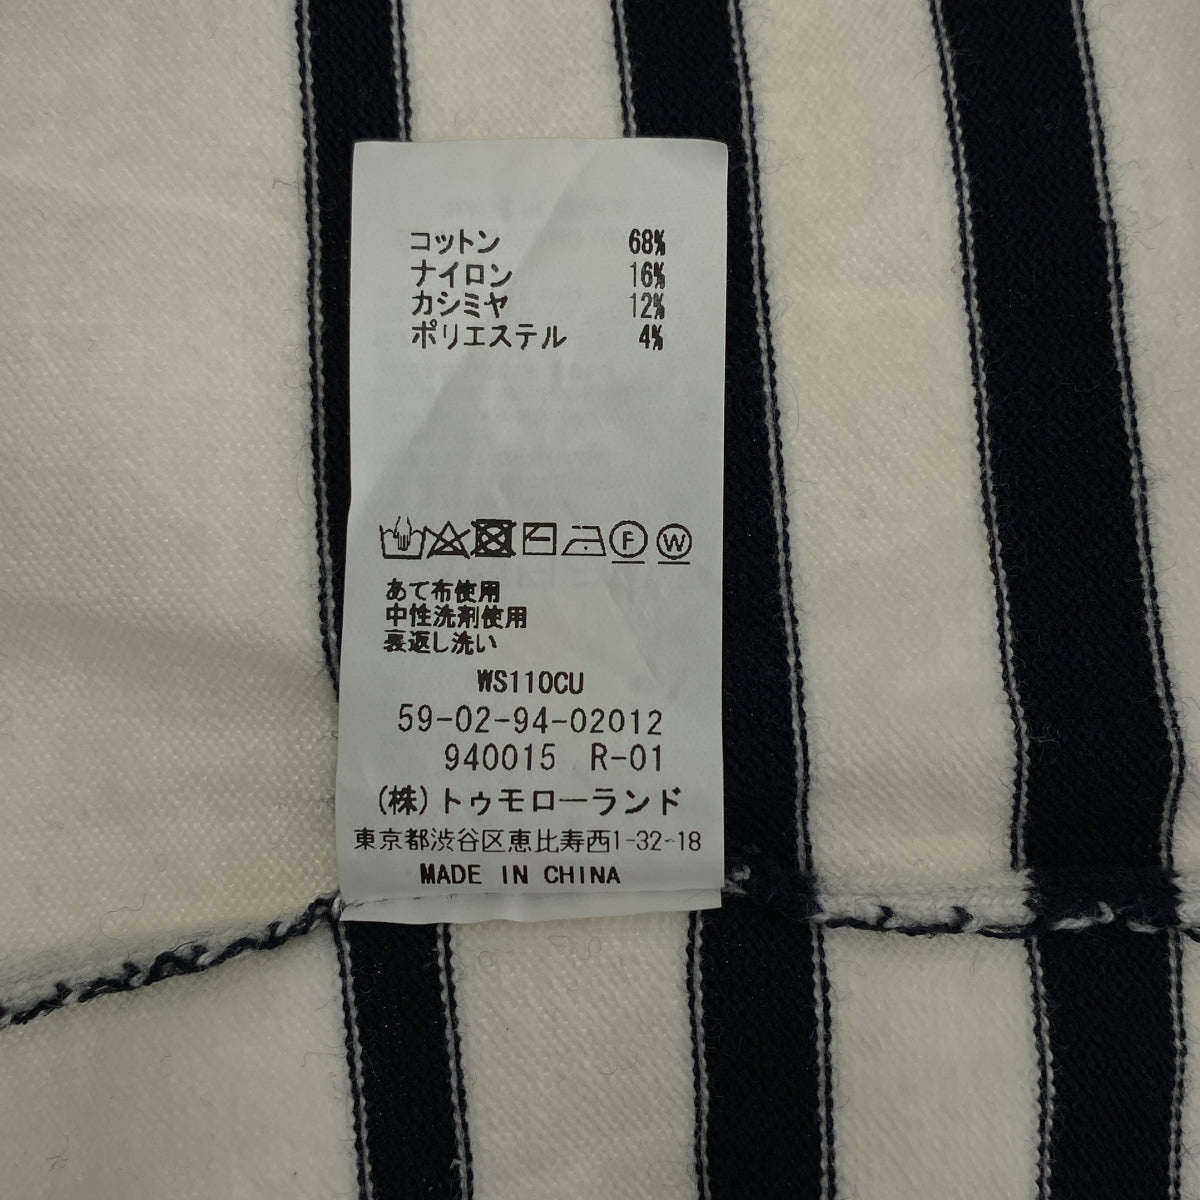 コットン 68%
ナイロン 16%
カシミヤ 12%
ポリエステル 4%
F W
あて布使用
中性洗剤使用
裏返し洗い
WS110CU
59-02-94-02012
940015 R-01
(株)トゥモローランド
東京都渋谷区恵比寿西1-32-18
MADE IN CHINA